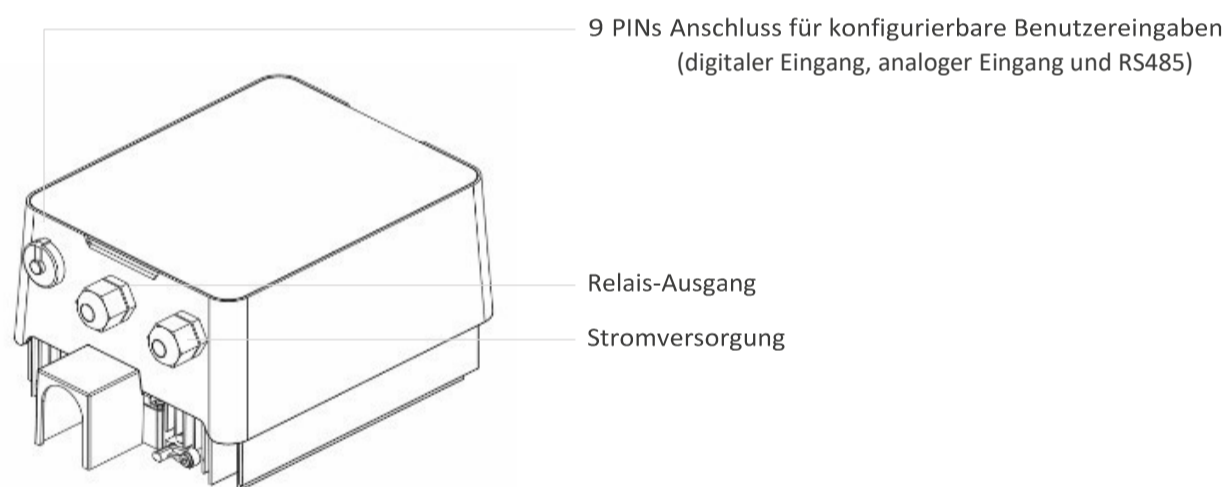 9 PINs Anschluss für konfigurierbare Benutzereingaben
(digitaler Eingang, analoger Eingang und RS485)
Relais-Ausgang
Stromversorgung